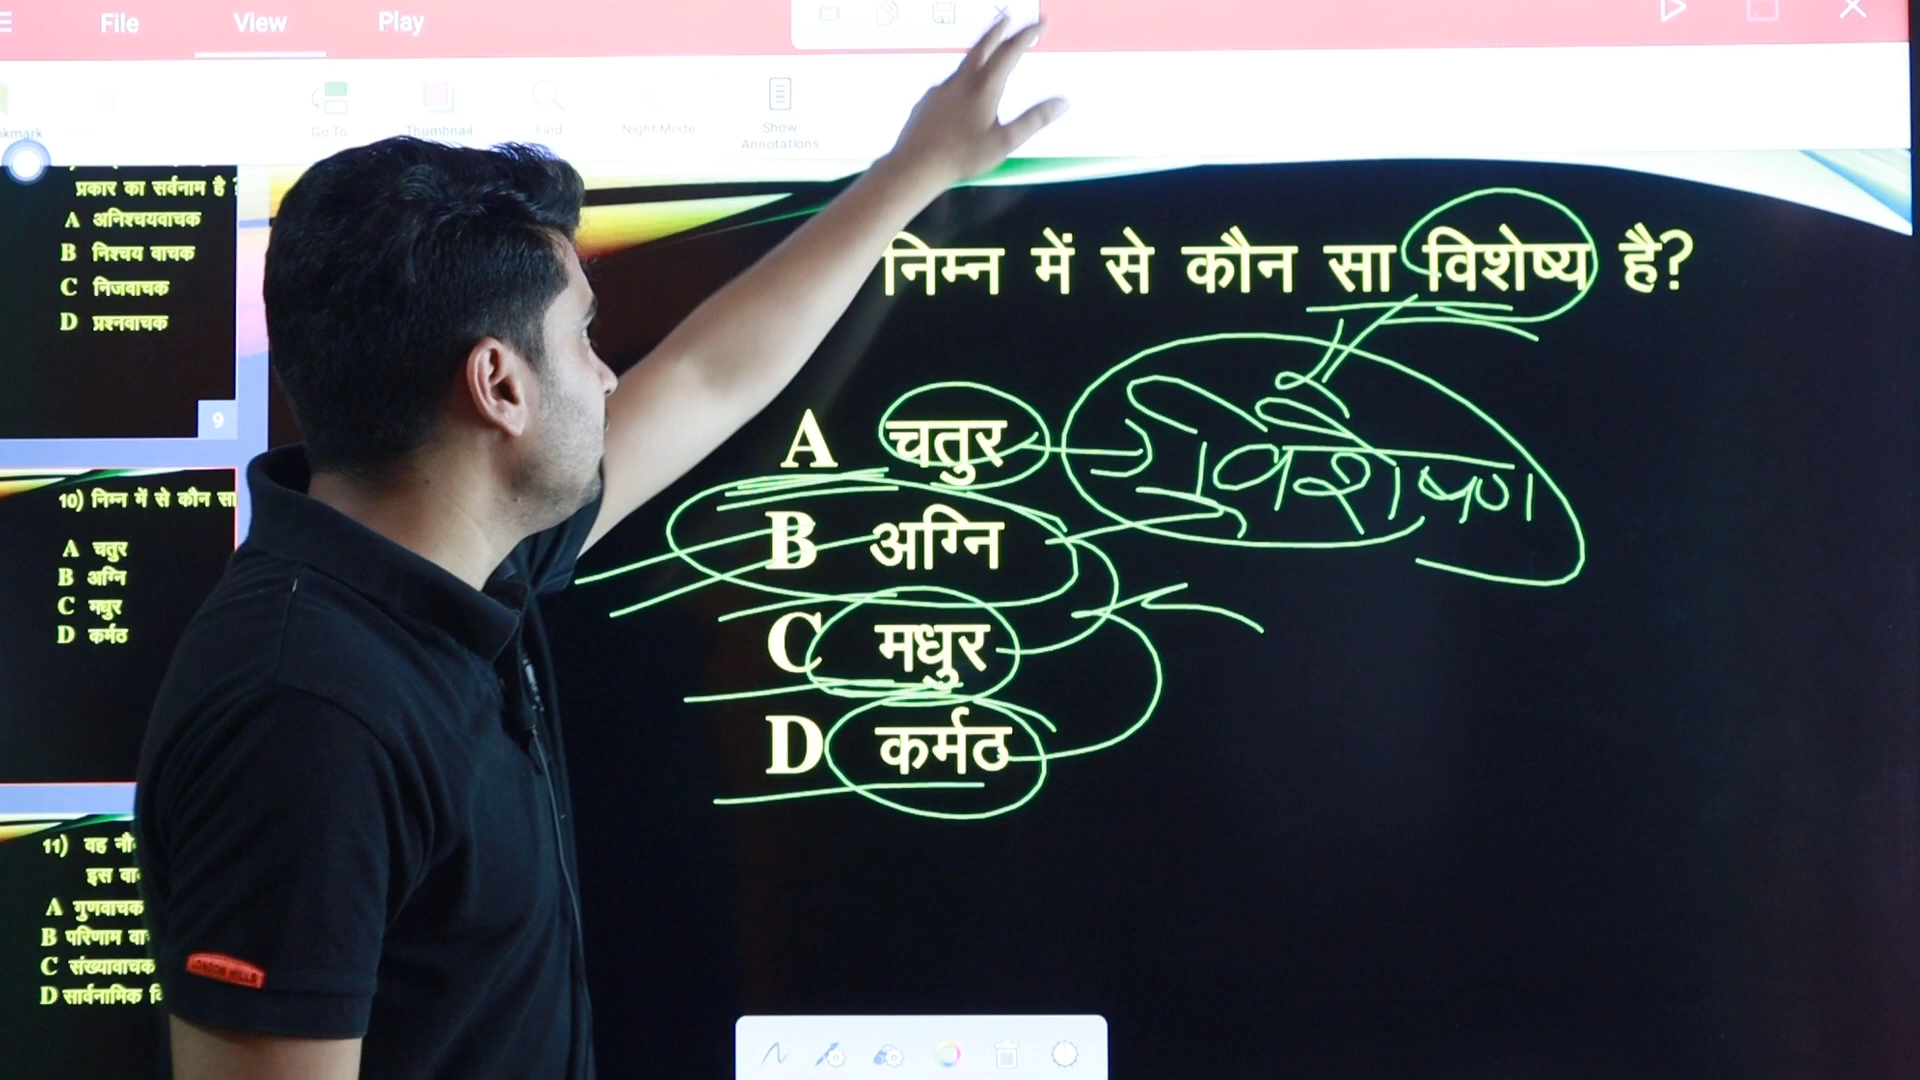 File View Play
Go To Thumbnail Find Night Mode Show Annotations
प्रकार का सर्वनाम है ?
A अनिश्चयवाचक
B निश्चय वाचक
C निजवाचक
D प्रश्नवाचक
9
10) निम्न में से कौन सा
A चतुर
B अग्नि
C मधुर
D कर्मठ
11) वह नौ
इस वा
A गुणवाचक
B परिणाम वा
C संख्यावाचक
D सार्वनामिक वि
निम्न में से कौन सा विशेष्य है?
A चतुर
विशेषण
B अग्नि
C मधुर
D कर्मठ
LONDON HILLS